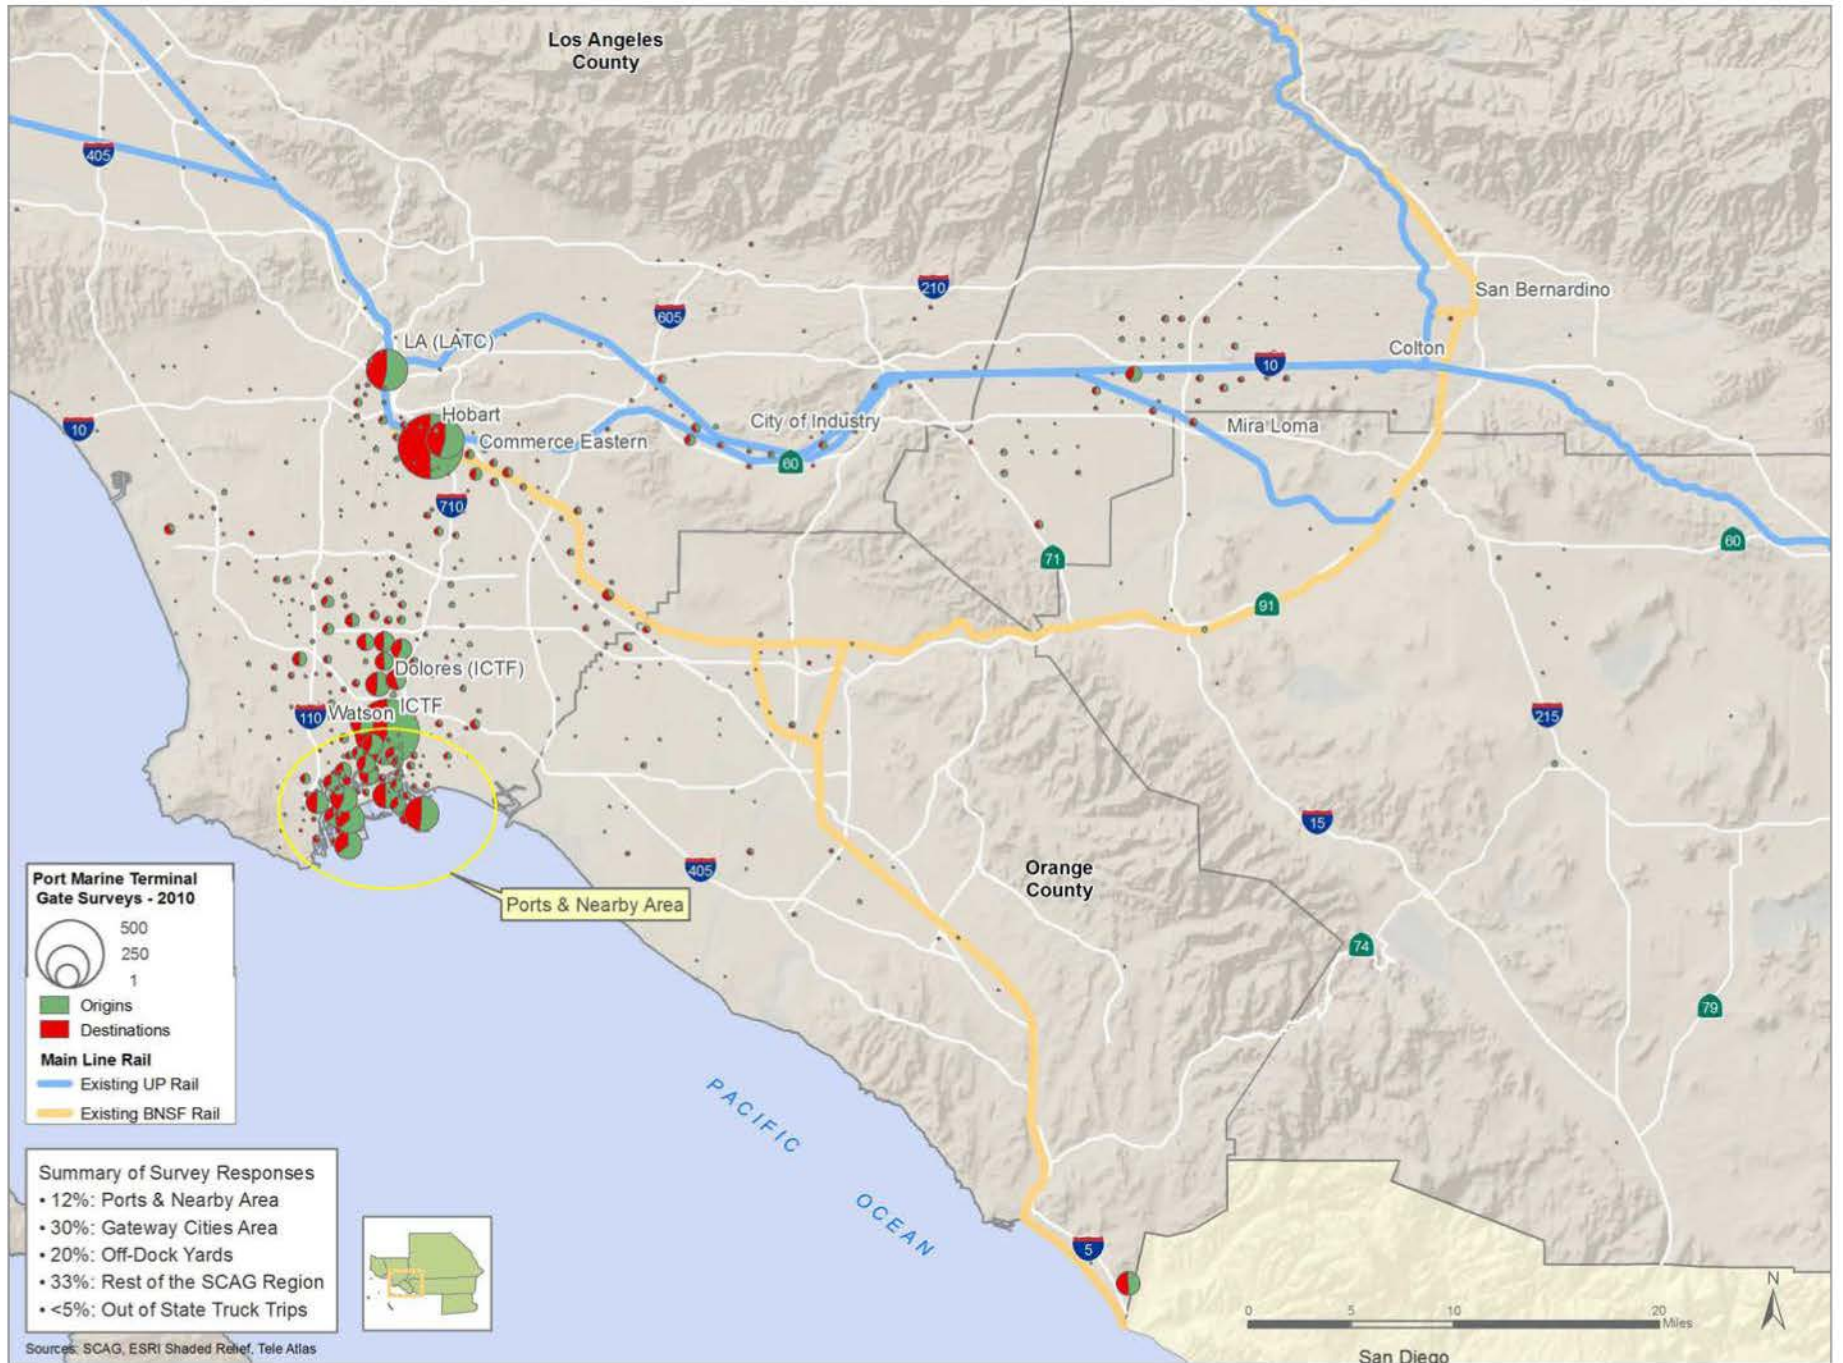 Los Angeles
County
405
210
605
San Bernardino
LA (LATC)
Colton
10
10
Hobart
City of Industry
Mira Loma
Commerce Eastern
60
710
60
71
91
Dolores (ICTF)
ICTF
110
Watson
215
15
Orange
County
405
Ports & Nearby Area
74
79
PACIFIC
OCEAN
5
San Diego
Port Marine Terminal
Gate Surveys - 2010
500
250
1
Origins
Destinations
Main Line Rail
Existing UP Rail
Existing BNSF Rail
Summary of Survey Responses
• 12%: Ports & Nearby Area
• 30%: Gateway Cities Area
• 20%: Off-Dock Yards
• 33%: Rest of the SCAG Region
• <5%: Out of State Truck Trips
Sources: SCAG, ESRI Shaded Relief, Tele Atlas
N
0 5 10 20
Miles